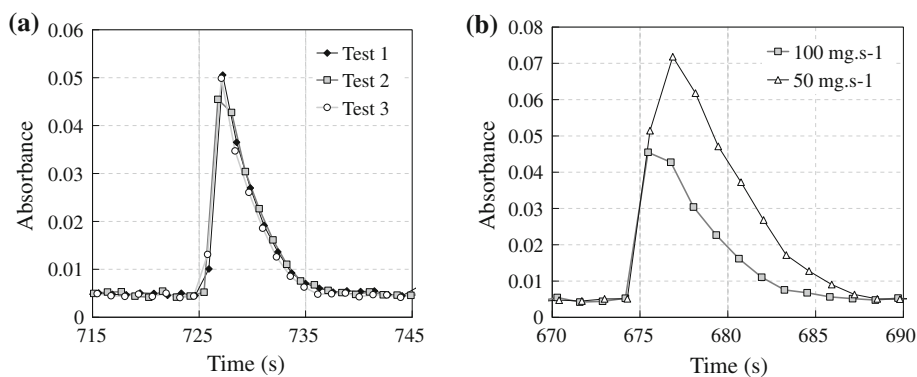 (a)
0.06
0.05
0.04
0.03
0.02
0.01
0
Absorbance
Test 1
Test 2
Test 3
715
725
735
745
Time (s)
(b)
0.08
0.07
0.06
0.05
0.04
0.03
0.02
0.01
0
Absorbance
100 mg.s-1
50 mg.s-1
670
675
680
685
690
Time (s)